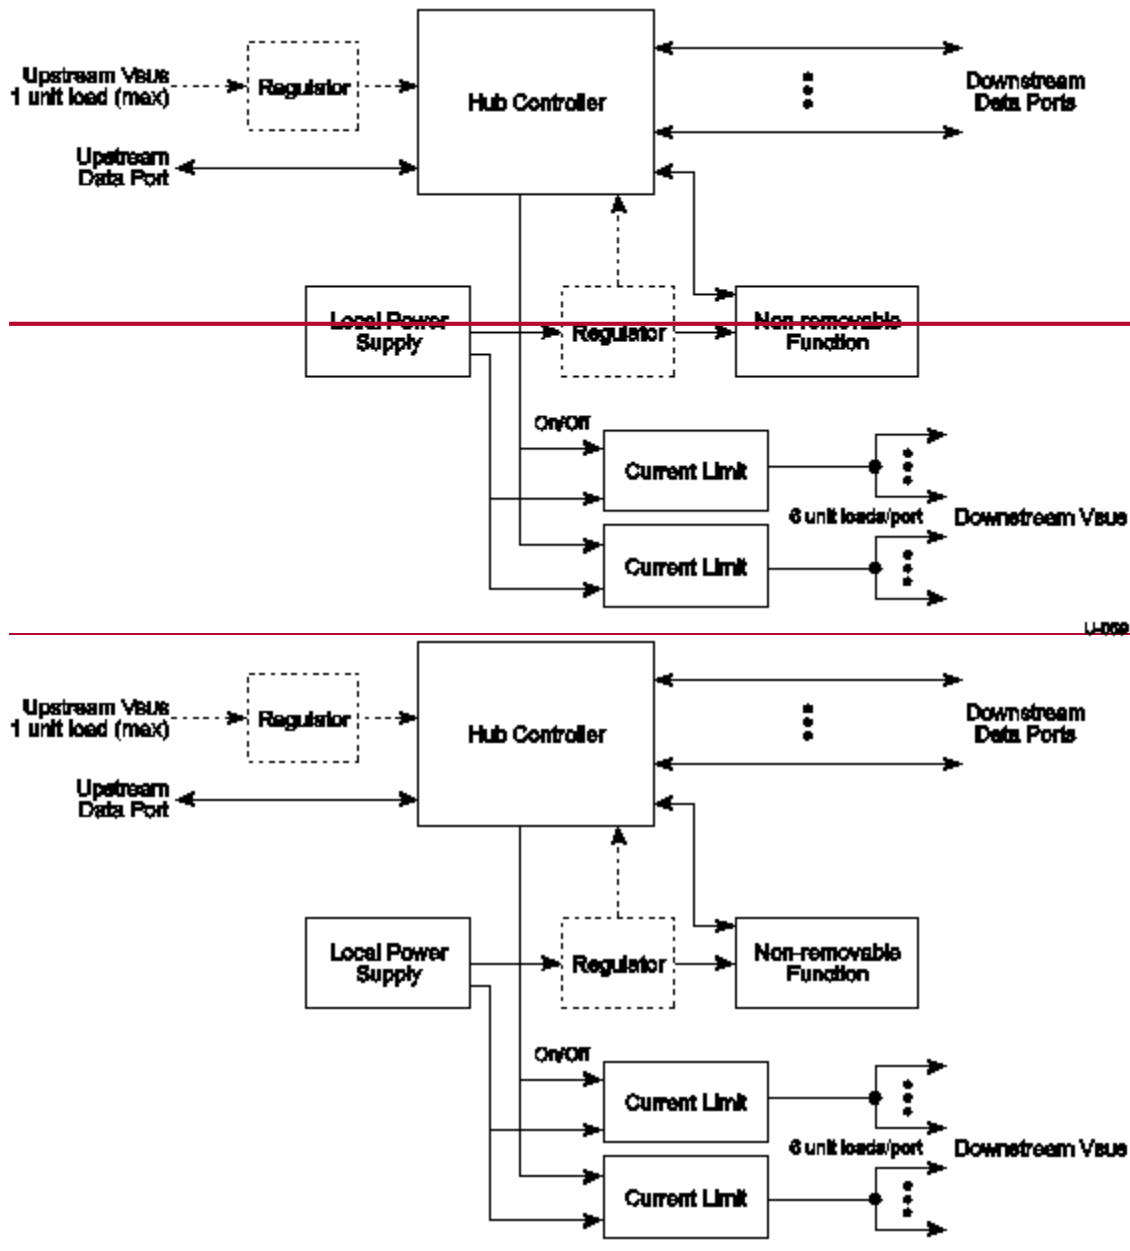 Upstream VBUS
1 unit load (max)
Regulator
Hub Controller
Downstream
Data Ports
Upstream
Data Port
Local Power
Supply
Regulator
Non-removable
Function
On/Off
Current Limit
6 unit loads/port
Downstream VBUS
Current Limit
U-069
Upstream VBUS
1 unit load (max)
Regulator
Hub Controller
Downstream
Data Ports
Upstream
Data Port
Local Power
Supply
Regulator
Non-removable
Function
On/Off
Current Limit
6 unit loads/port
Downstream VBUS
Current Limit